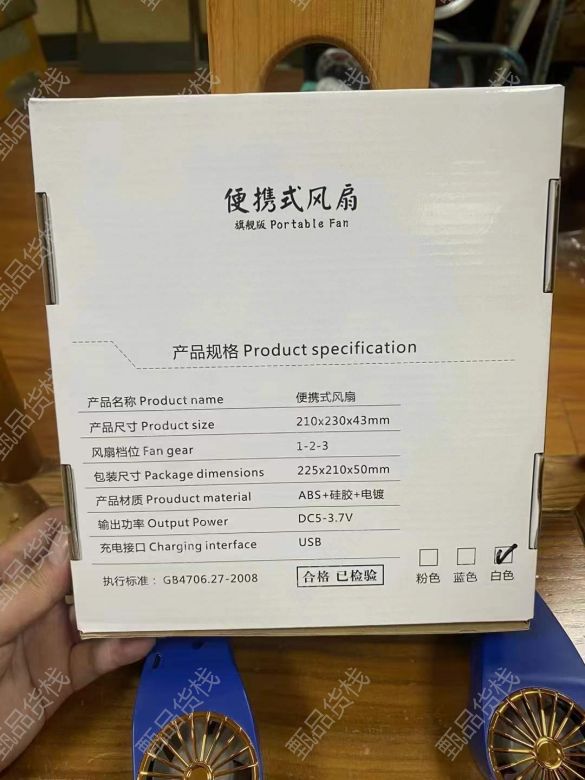 便携式风扇
旗舰版 Portable Fan
产品规格 Product specification
产品名称 Product name 便携式风扇
产品尺寸 Product size 210x230x43mm
风扇档位 Fan gear 1-2-3
包装尺寸 Package dimensions 225x210x50mm
产品材质 Prouduct material ABS+硅胶+电镀
输出功率 Output Power DC5-3.7V
充电接口 Charging interface USB
执行标准：GB4706.27-2008 合格 已检验
粉色 蓝色 白色
甄品货栈